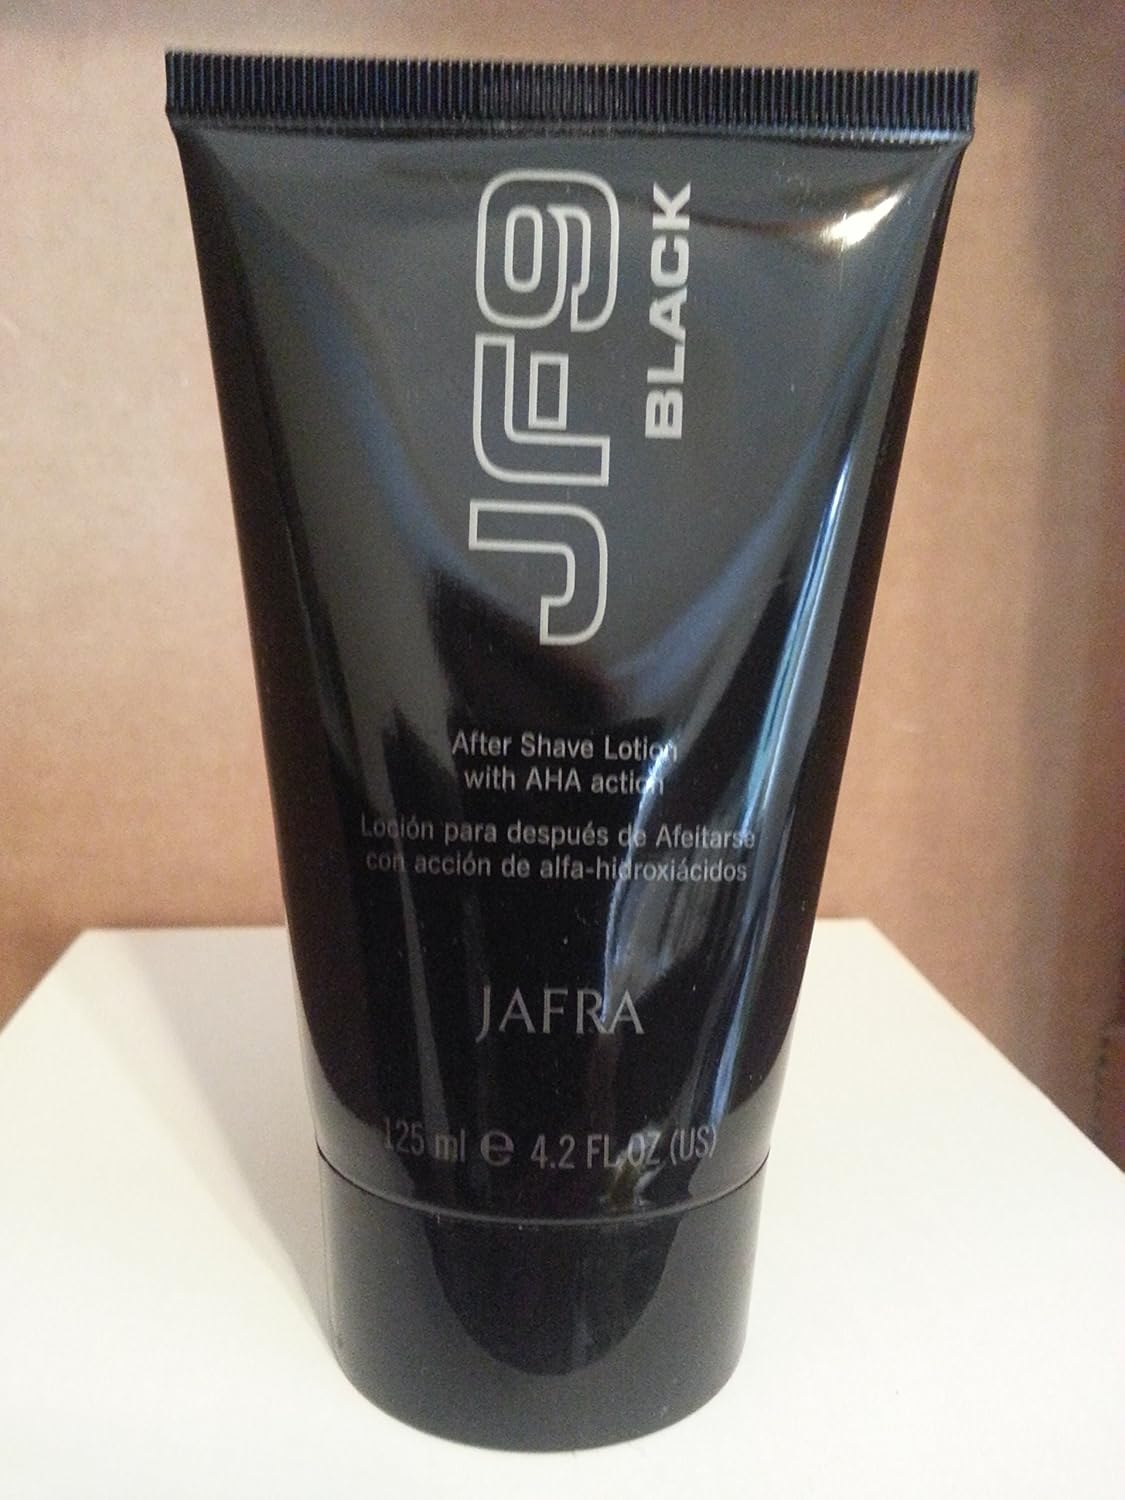 JF9
BLACK
After Shave Lotion
with AHA action
Loción para después de Afeitarse
con acción de alfa-hidroxiácidos
JAFRA
125 ml e 4.2 FL OZ (US)